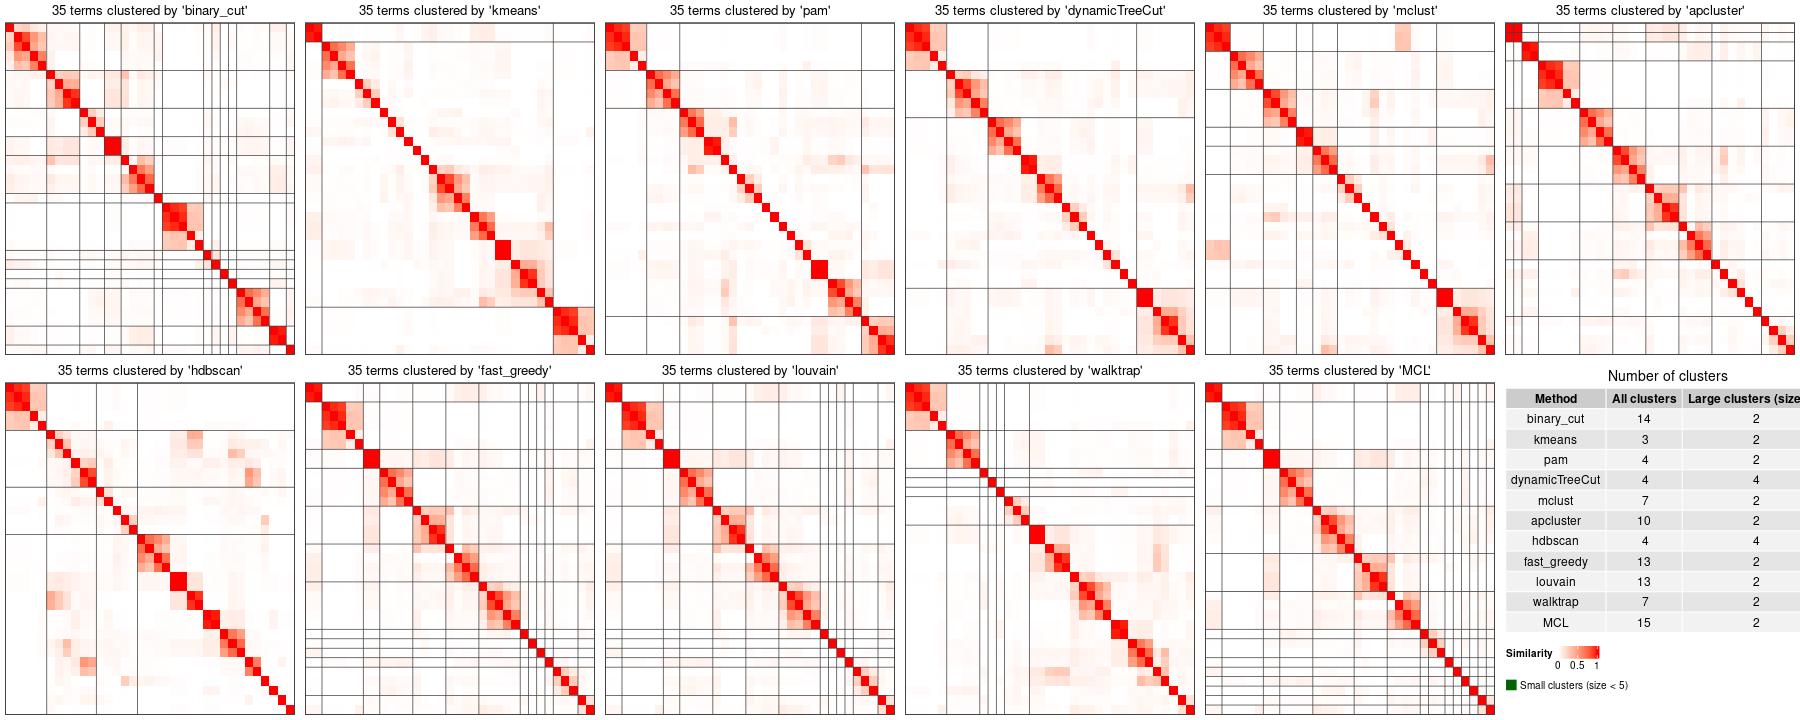 35 terms clustered by 'binary_cut'
35 terms clustered by 'kmeans'
35 terms clustered by 'pam'
35 terms clustered by 'dynamicTreeCut'
35 terms clustered by 'mclust'
35 terms clustered by 'apcluster'
35 terms clustered by 'hdbscan'
35 terms clustered by 'fast_greedy'
35 terms clustered by 'louvain'
35 terms clustered by 'walktrap'
35 terms clustered by 'MCL'
Number of clusters
Method All clusters Large clusters (size
binary_cut 14 2
kmeans 3 2
pam 4 2
dynamicTreeCut 4 4
mclust 7 2
apcluster 10 2
hdbscan 4 4
fast_greedy 13 2
louvain 13 2
walktrap 7 2
MCL 15 2
Similarity
0 0.5 1
Small clusters (size < 5)